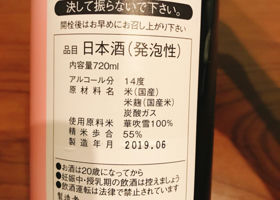 決して振らないで下さい。
開栓後はお早めにお召し上がり下さい
品目 日本酒(発泡性)
内容量720ml
アルコール分 14度
原材料名 米(国産)
米麹(国産米)
炭酸ガス
使用原料米 華吹雪100%
精米歩合 55%
製造年月 2019.06
●お酒は20歳になってから
●妊娠中・授乳期の飲酒は控えましょう
●飲酒運転は法律で禁止されています
製造者